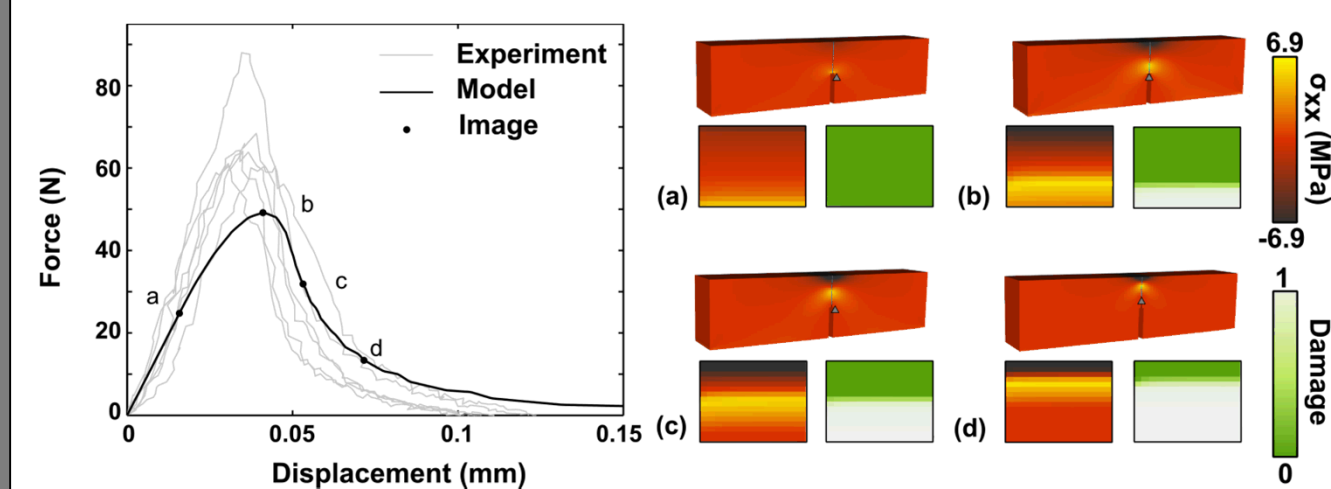 Experiment
Model
Image
80
60
40
20
0
0
0.05
0.1
0.15
Force (N)
Displacement (mm)
a
b
c
d
(a)
(b)
(c)
(d)
6.9
σxx (MPa)
-6.9
1
Damage
0